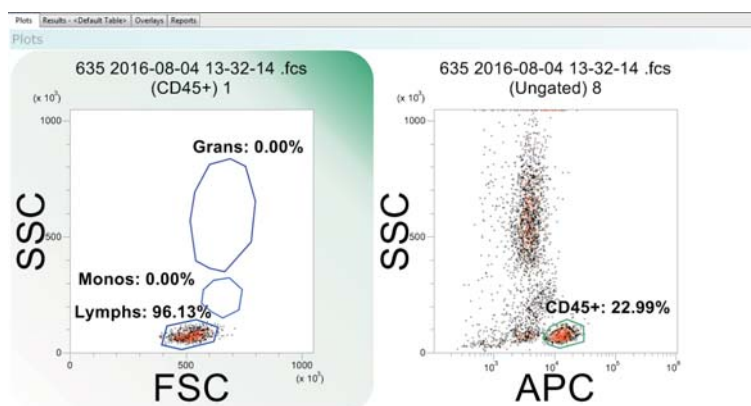 Plots Results - <Default Table> Overlays Reports
Plots
635 2016-08-04 13-32-14 .fcs
(CD45+) 1
(x 10³)
1000
Grans: 0.00%
SSC
500
Monos: 0.00%
Lymphs: 96.13%
0
0 500 1000
(x 10³)
FSC
635 2016-08-04 13-32-14 .fcs
(Ungated) 8
(x 10³)
1000
SSC
500
CD45+: 22.99%
0
10³ 10⁴ 10⁵ 10⁶
APC